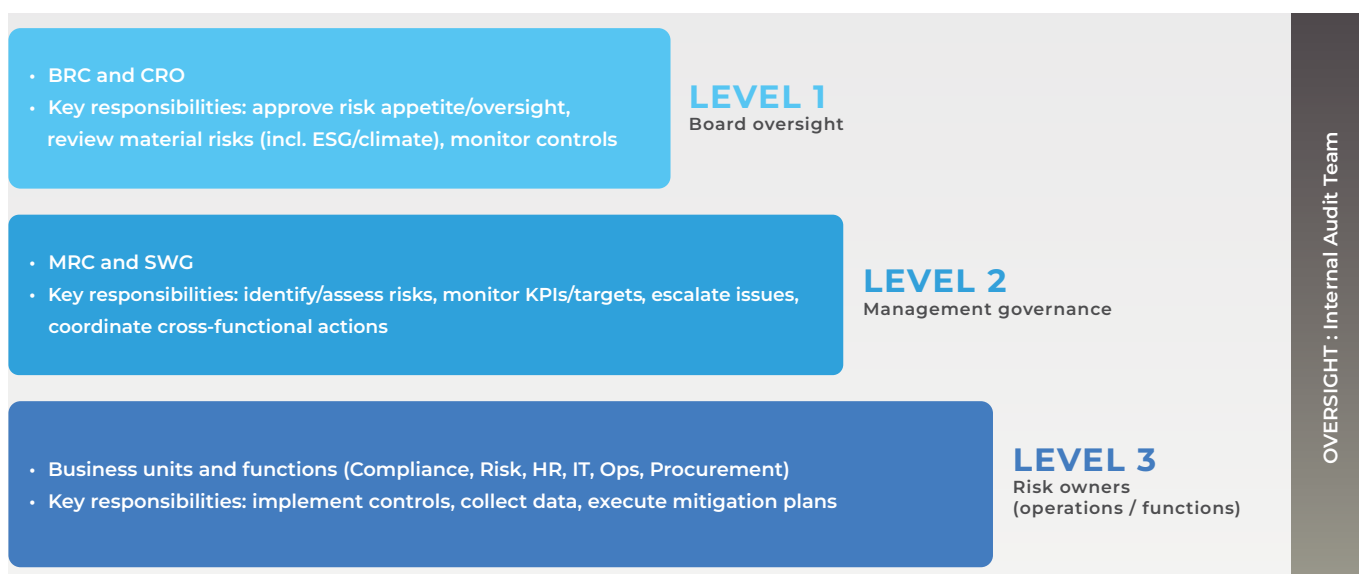 • BRC and CRO
• Key responsibilities: approve risk appetite/oversight,
review material risks (incl. ESG/climate), monitor controls
LEVEL 1
Board oversight
• MRC and SWG
• Key responsibilities: identify/assess risks, monitor KPIs/targets, escalate issues,
coordinate cross-functional actions
LEVEL 2
Management governance
• Business units and functions (Compliance, Risk, HR, IT, Ops, Procurement)
• Key responsibilities: implement controls, collect data, execute mitigation plans
LEVEL 3
Risk owners
(operations / functions)
OVERSIGHT : Internal Audit Team